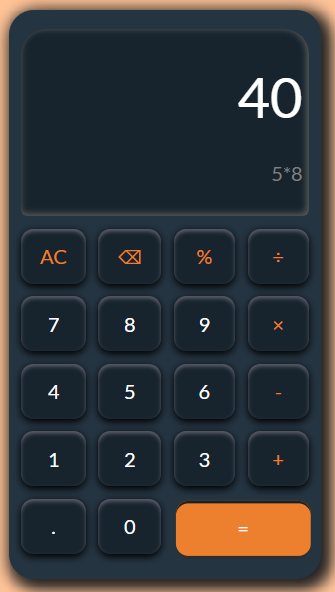 40
5*8
AC ⌫ % ÷
7 8 9 ×
4 5 6 -
1 2 3 +
. 0 =